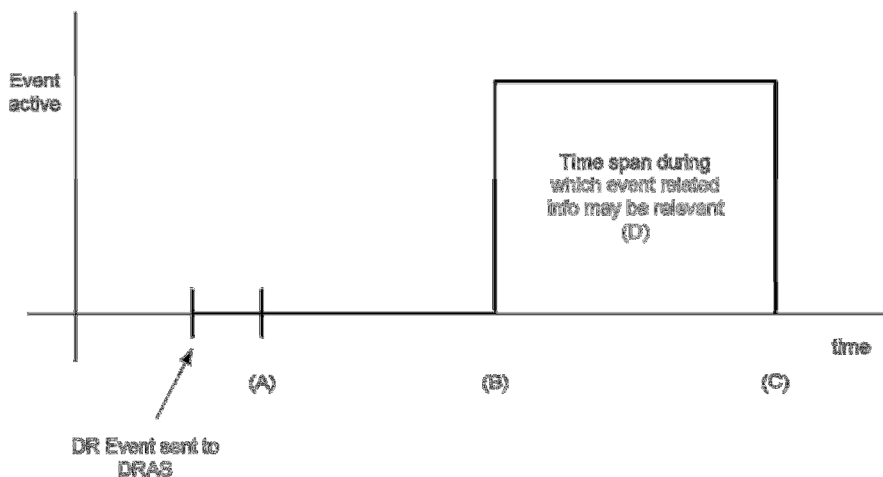 Event
active
Time span during
which event related
info may be relevant
(D)
time
(A)
(B)
(C)
DR Event sent to
DRAS